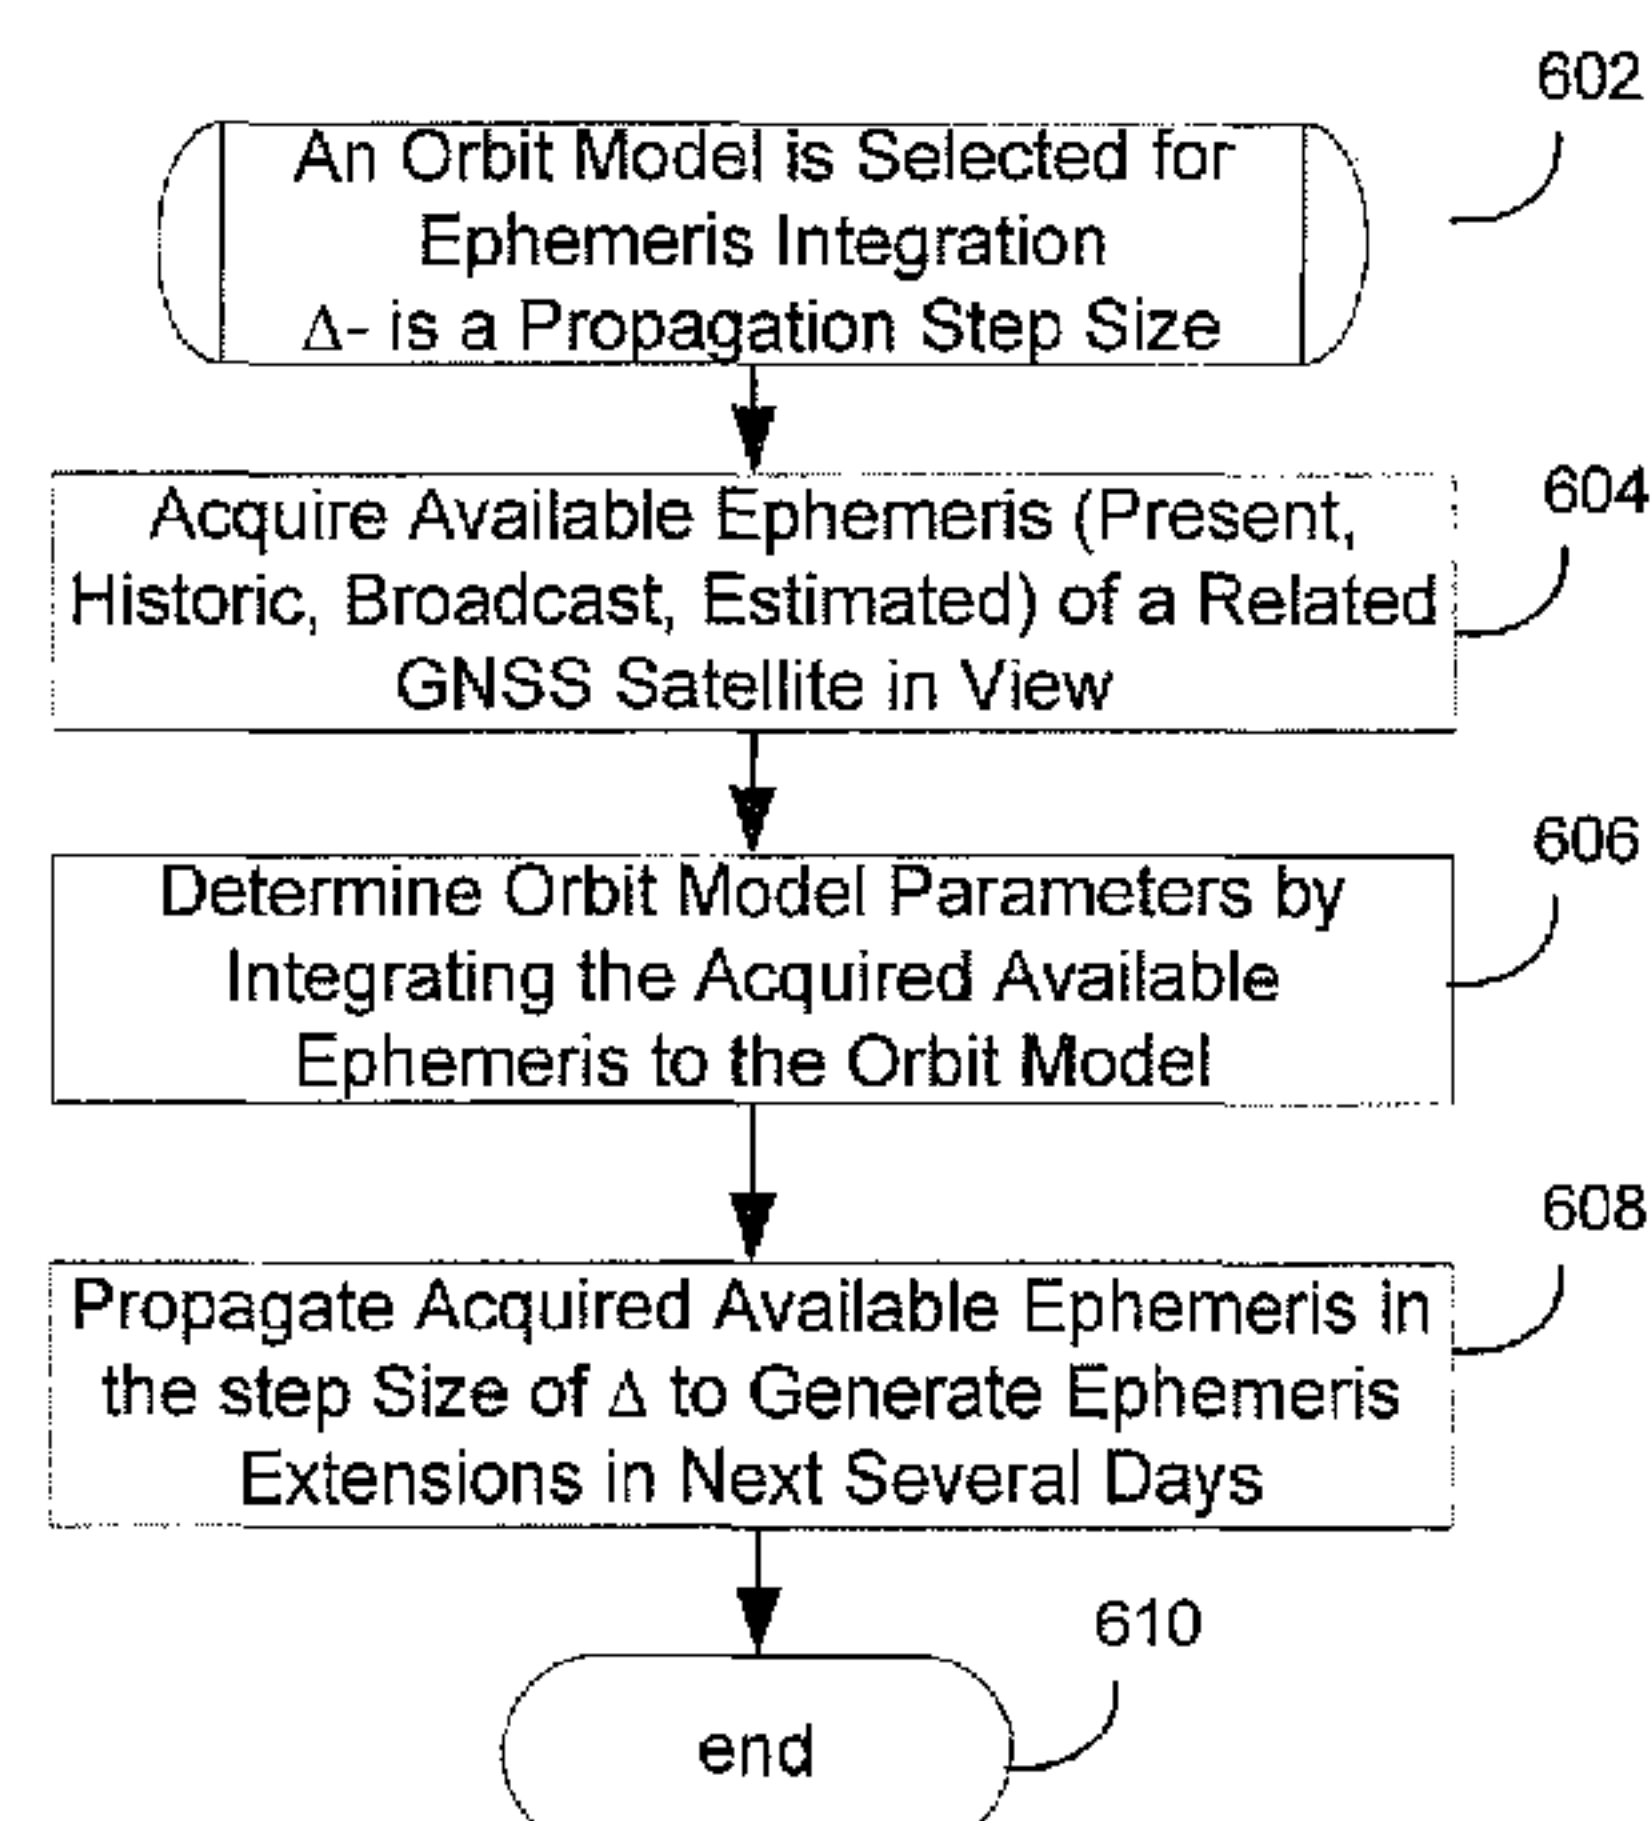 602
An Orbit Model is Selected for
Ephemeris Integration
Δ- is a Propagation Step Size
604
Acquire Available Ephemeris (Present,
Historic, Broadcast, Estimated) of a Related
GNSS Satellite in View
606
Determine Orbit Model Parameters by
Integrating the Acquired Available
Ephemeris to the Orbit Model
608
Propagate Acquired Available Ephemeris in
the step Size of Δ to Generate Ephemeris
Extensions in Next Several Days
610
end